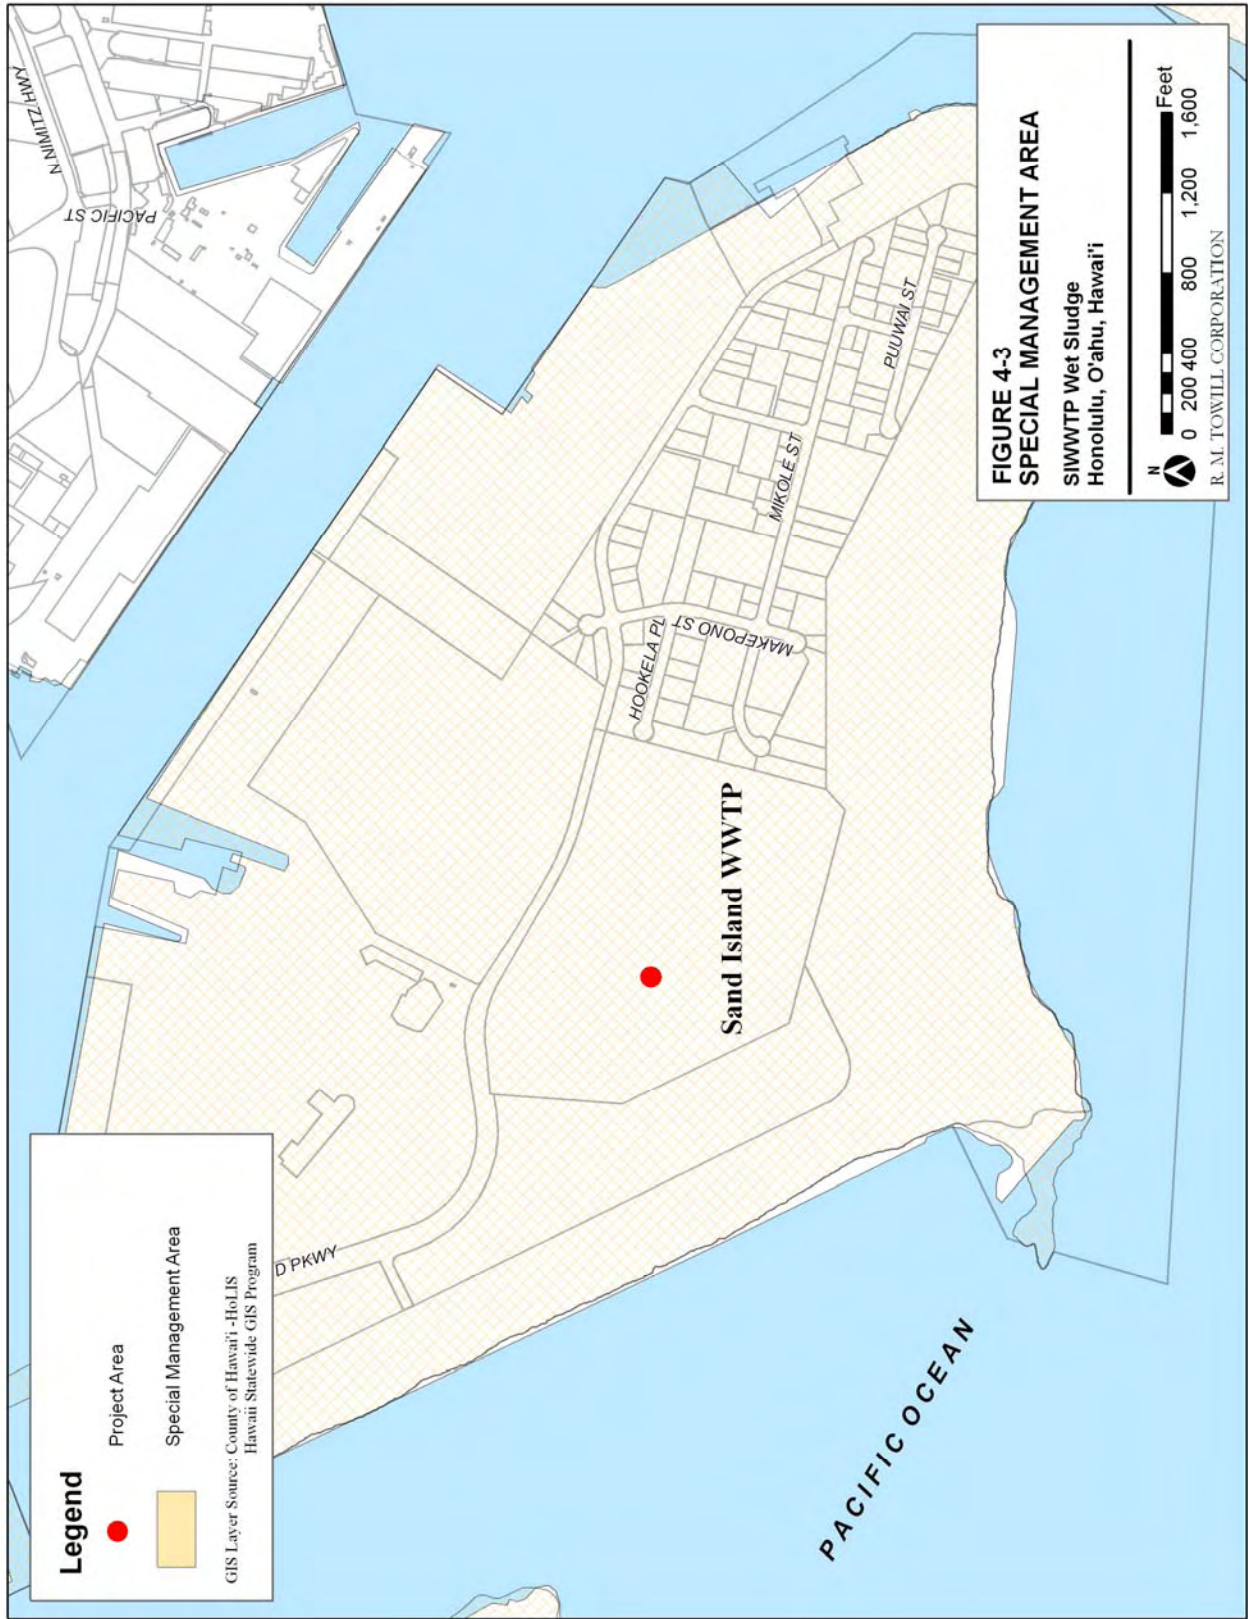 N NIMITZ HWY
PACIFIC ST
HOOKELA PL
MAKEPONO ST
MIKOLE ST
PUUWAI ST
D PKWY
Sand Island WWTP
PACIFIC OCEAN
Legend
Project Area
Special Management Area
GIS Layer Source: County of Hawai'i -HoLIS
Hawaii Statewide GIS Program
FIGURE 4-3
SPECIAL MANAGEMENT AREA
SIWWTP Wet Sludge
Honolulu, O'ahu, Hawai'i
N
0 200 400 800 1,200 1,600
Feet
R. M. TOWILL CORPORATION